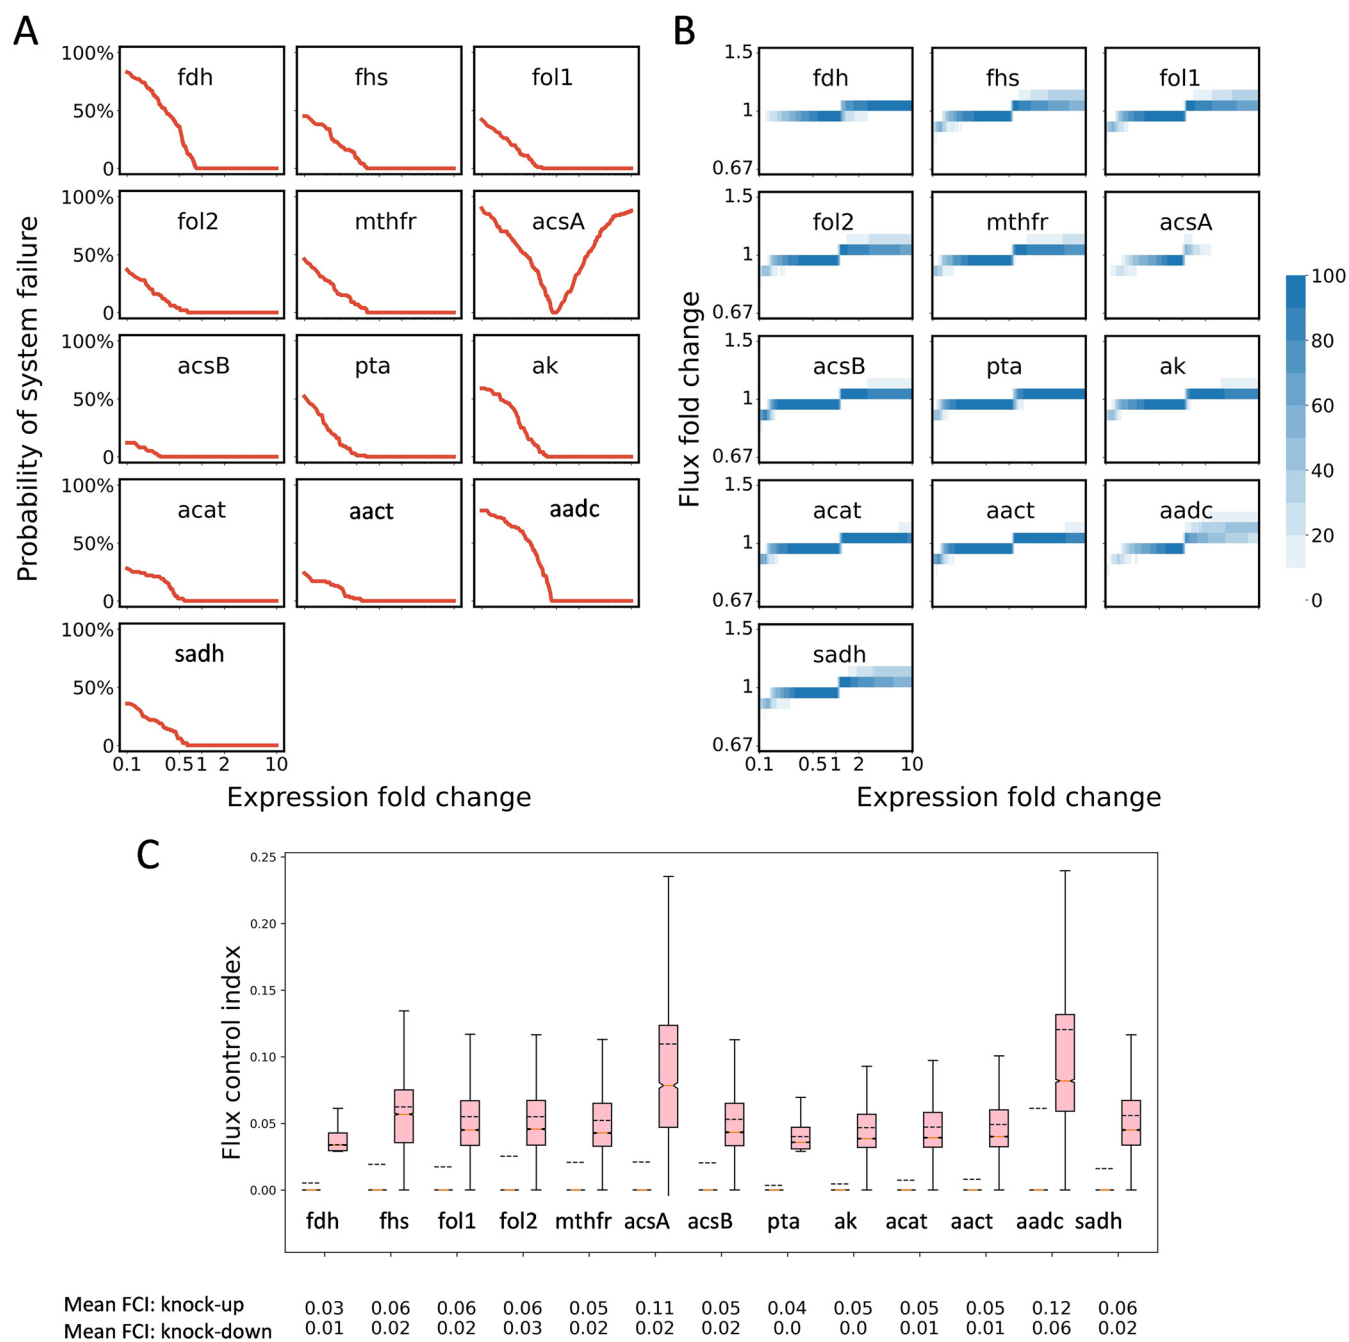 A
B
100%
50%
0
fdh
fhs
fol1
1.5
1
0.67
fdh
fhs
fol1
100%
50%
0
fol2
mthfr
acsA
1.5
1
0.67
fol2
mthfr
acsA
100%
50%
0
acsB
pta
ak
1.5
1
0.67
acsB
pta
ak
100%
50%
0
acat
aact
aadc
1.5
1
0.67
acat
aact
aadc
100%
50%
0
sadh
1.5
1
0.67
sadh
0.1 0.5 1 2 10
0.1 0.5 1 2 10
Probability of system failure
Expression fold change
Flux fold change
Expression fold change
100
80
60
40
20
0
C
0.25
0.20
0.15
0.10
0.05
0.00
Flux control index
fdh fhs fol1 fol2 mthfr acsA acsB pta ak acat aact aadc sadh
Mean FCI: knock-up 0.03 0.06 0.06 0.06 0.05 0.11 0.05 0.04 0.05 0.05 0.05 0.12 0.06
Mean FCI: knock-down 0.01 0.02 0.02 0.03 0.02 0.02 0.02 0.0 0.0 0.01 0.01 0.06 0.02